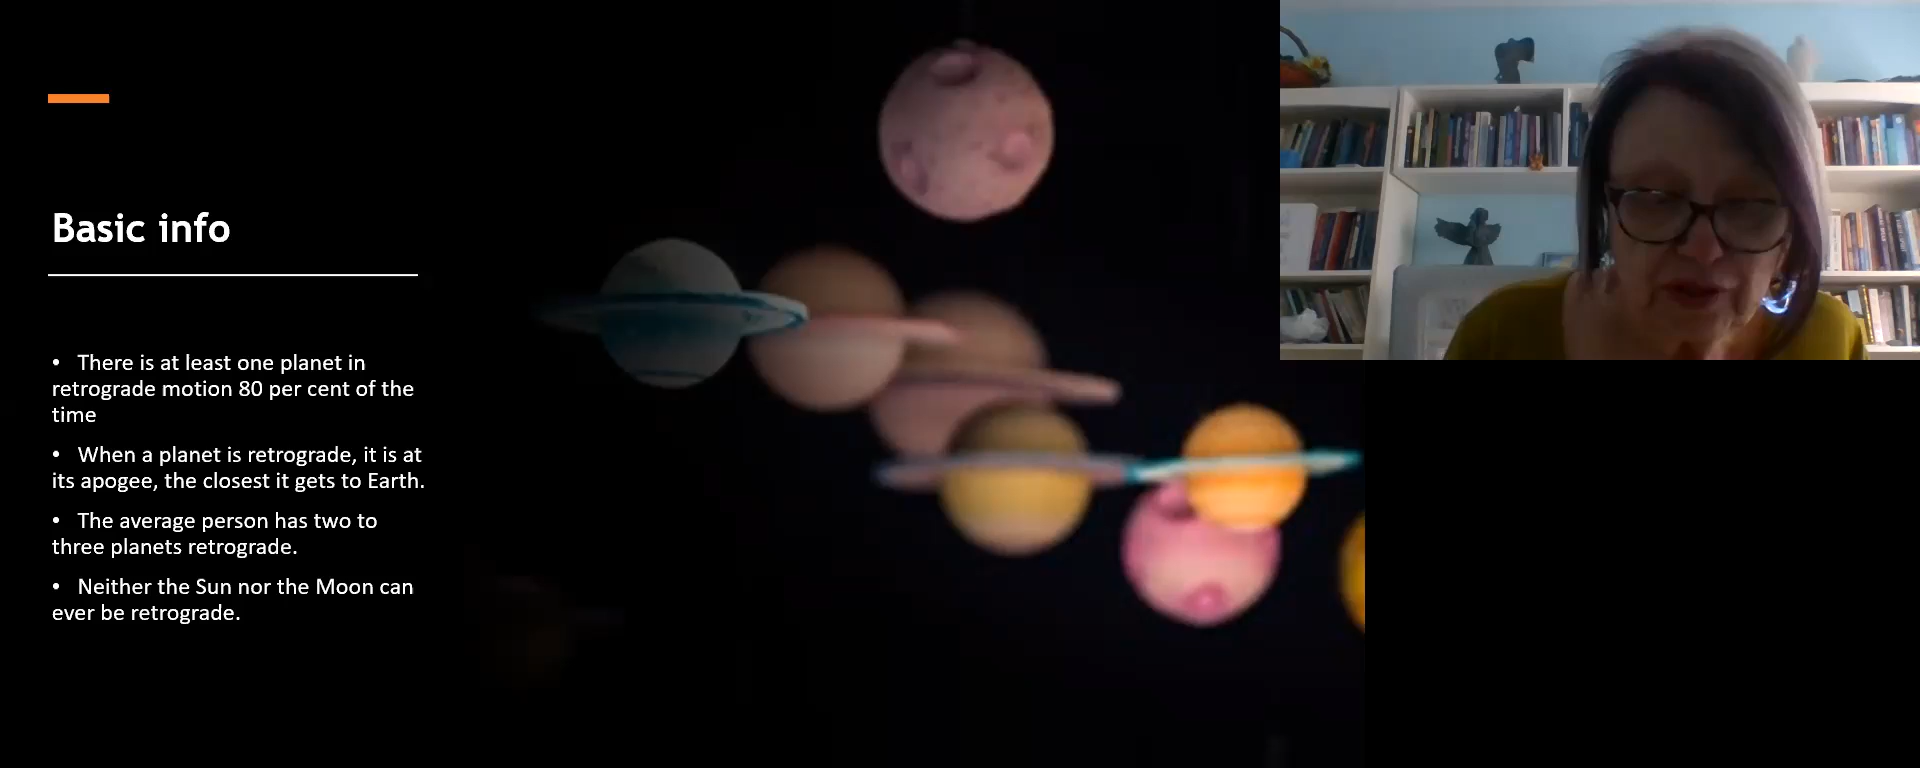 Basic info
• There is at least one planet in
retrograde motion 80 per cent of the
time
• When a planet is retrograde, it is at
its apogee, the closest it gets to Earth.
• The average person has two to
three planets retrograde.
• Neither the Sun nor the Moon can
ever be retrograde.